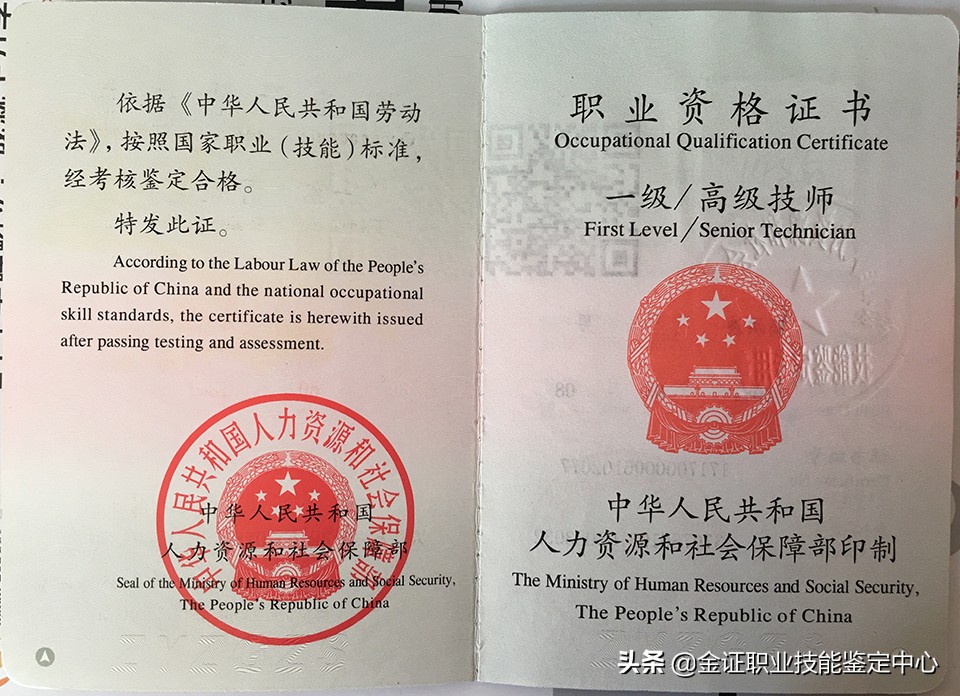 依据《中华人民共和国劳动
法》，按照国家职业（技能）标准，
经考核鉴定合格。
特发此证。
According to the Labour Law of the People's
Republic of China and the national occupational
skill standards, the certificate is herewith issued
after passing testing and assessment.
中华人民共和国人力资源和社会保障部
中华人民共和国
人力资源和社会保障部
Seal of the Ministry of Human Resources and Social Security,
The People's Republic of China
职业资格证书
Occupational Qualification Certificate
一级/高级技师
First Level/Senior Technician
中华人民共和国
人力资源和社会保障部印制
The Ministry of Human Resources and Social Security,
The People's Republic of China
头条 @金证职业技能鉴定中心